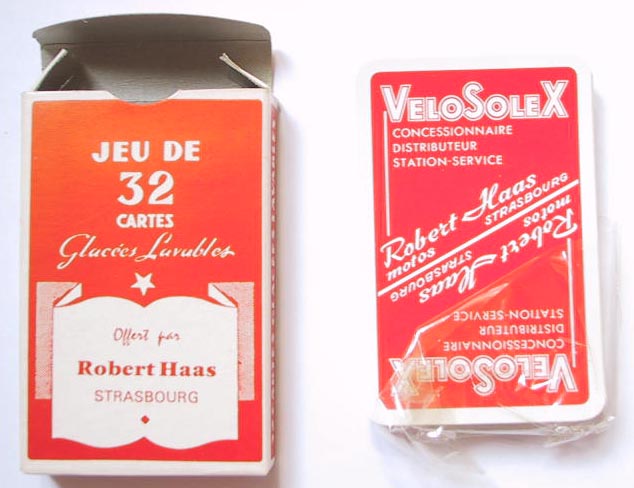 JEU DE
32
CARTES
Glacées Lavables
Offert par
Robert Haas
STRASBOURG
VELOSOLEX
CONCESSIONNAIRE
DISTRIBUTEUR
STATION-SERVICE
Robert Haas
motos STRASBOURG
Robert Haas
motos STRASBOURG
STATION-SERVICE
DISTRIBUTEUR
CONCESSIONNAIRE
VELOSOLEX